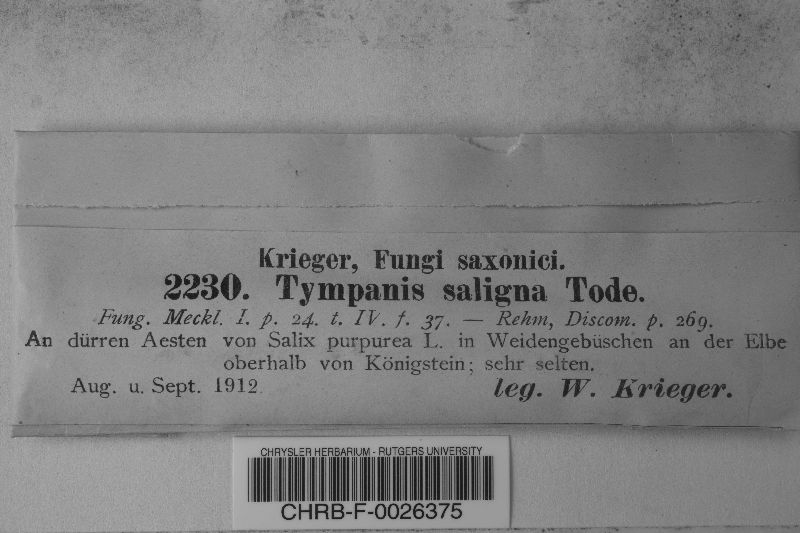 Krieger, Fungi saxonici.
2230. Tympanis saligna Tode.
Fung. Meckl. I. p. 24. t. IV. f. 37. — Rehm, Discom. p. 269.
An dürren Aesten von Salix purpurea L. in Weidengebüschen an der Elbe
oberhalb von Königstein; sehr selten.
Aug. u. Sept. 1912. leg. W. Krieger.
CHRYSLER HERBARIUM - RUTGERS UNIVERSITY
CHRB-F-0026375